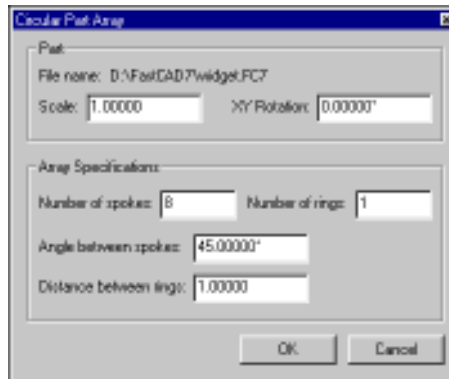 Circular Part Array
Part
File name: D:\FastCAD7\widget.FC7
Scale: 1.00000 XY Rotation: 0.00000°
Array Specifications
Number of spokes: 8 Number of rings: 1
Angle between spokes: 45.00000°
Distance between rings: 1.00000
OK Cancel